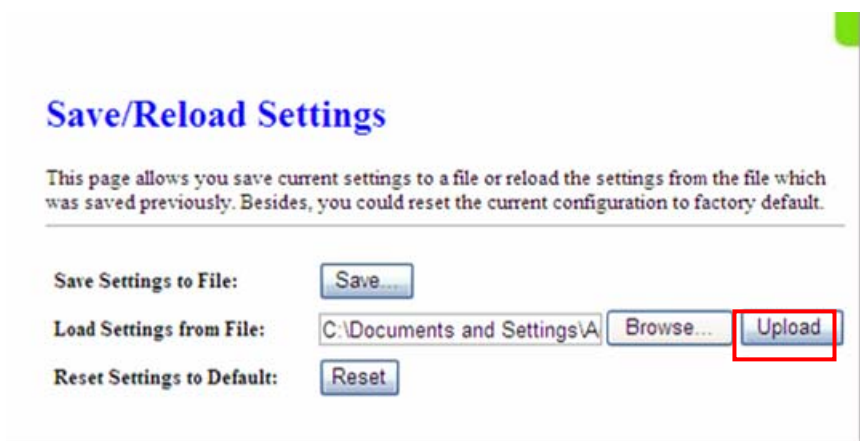 Save/Reload Settings
This page allows you save current settings to a file or reload the settings from the file which
was saved previously. Besides, you could reset the current configuration to factory default.
Save Settings to File: Save...
Load Settings from File: C:\Documents and Settings\A Browse... Upload
Reset Settings to Default: Reset